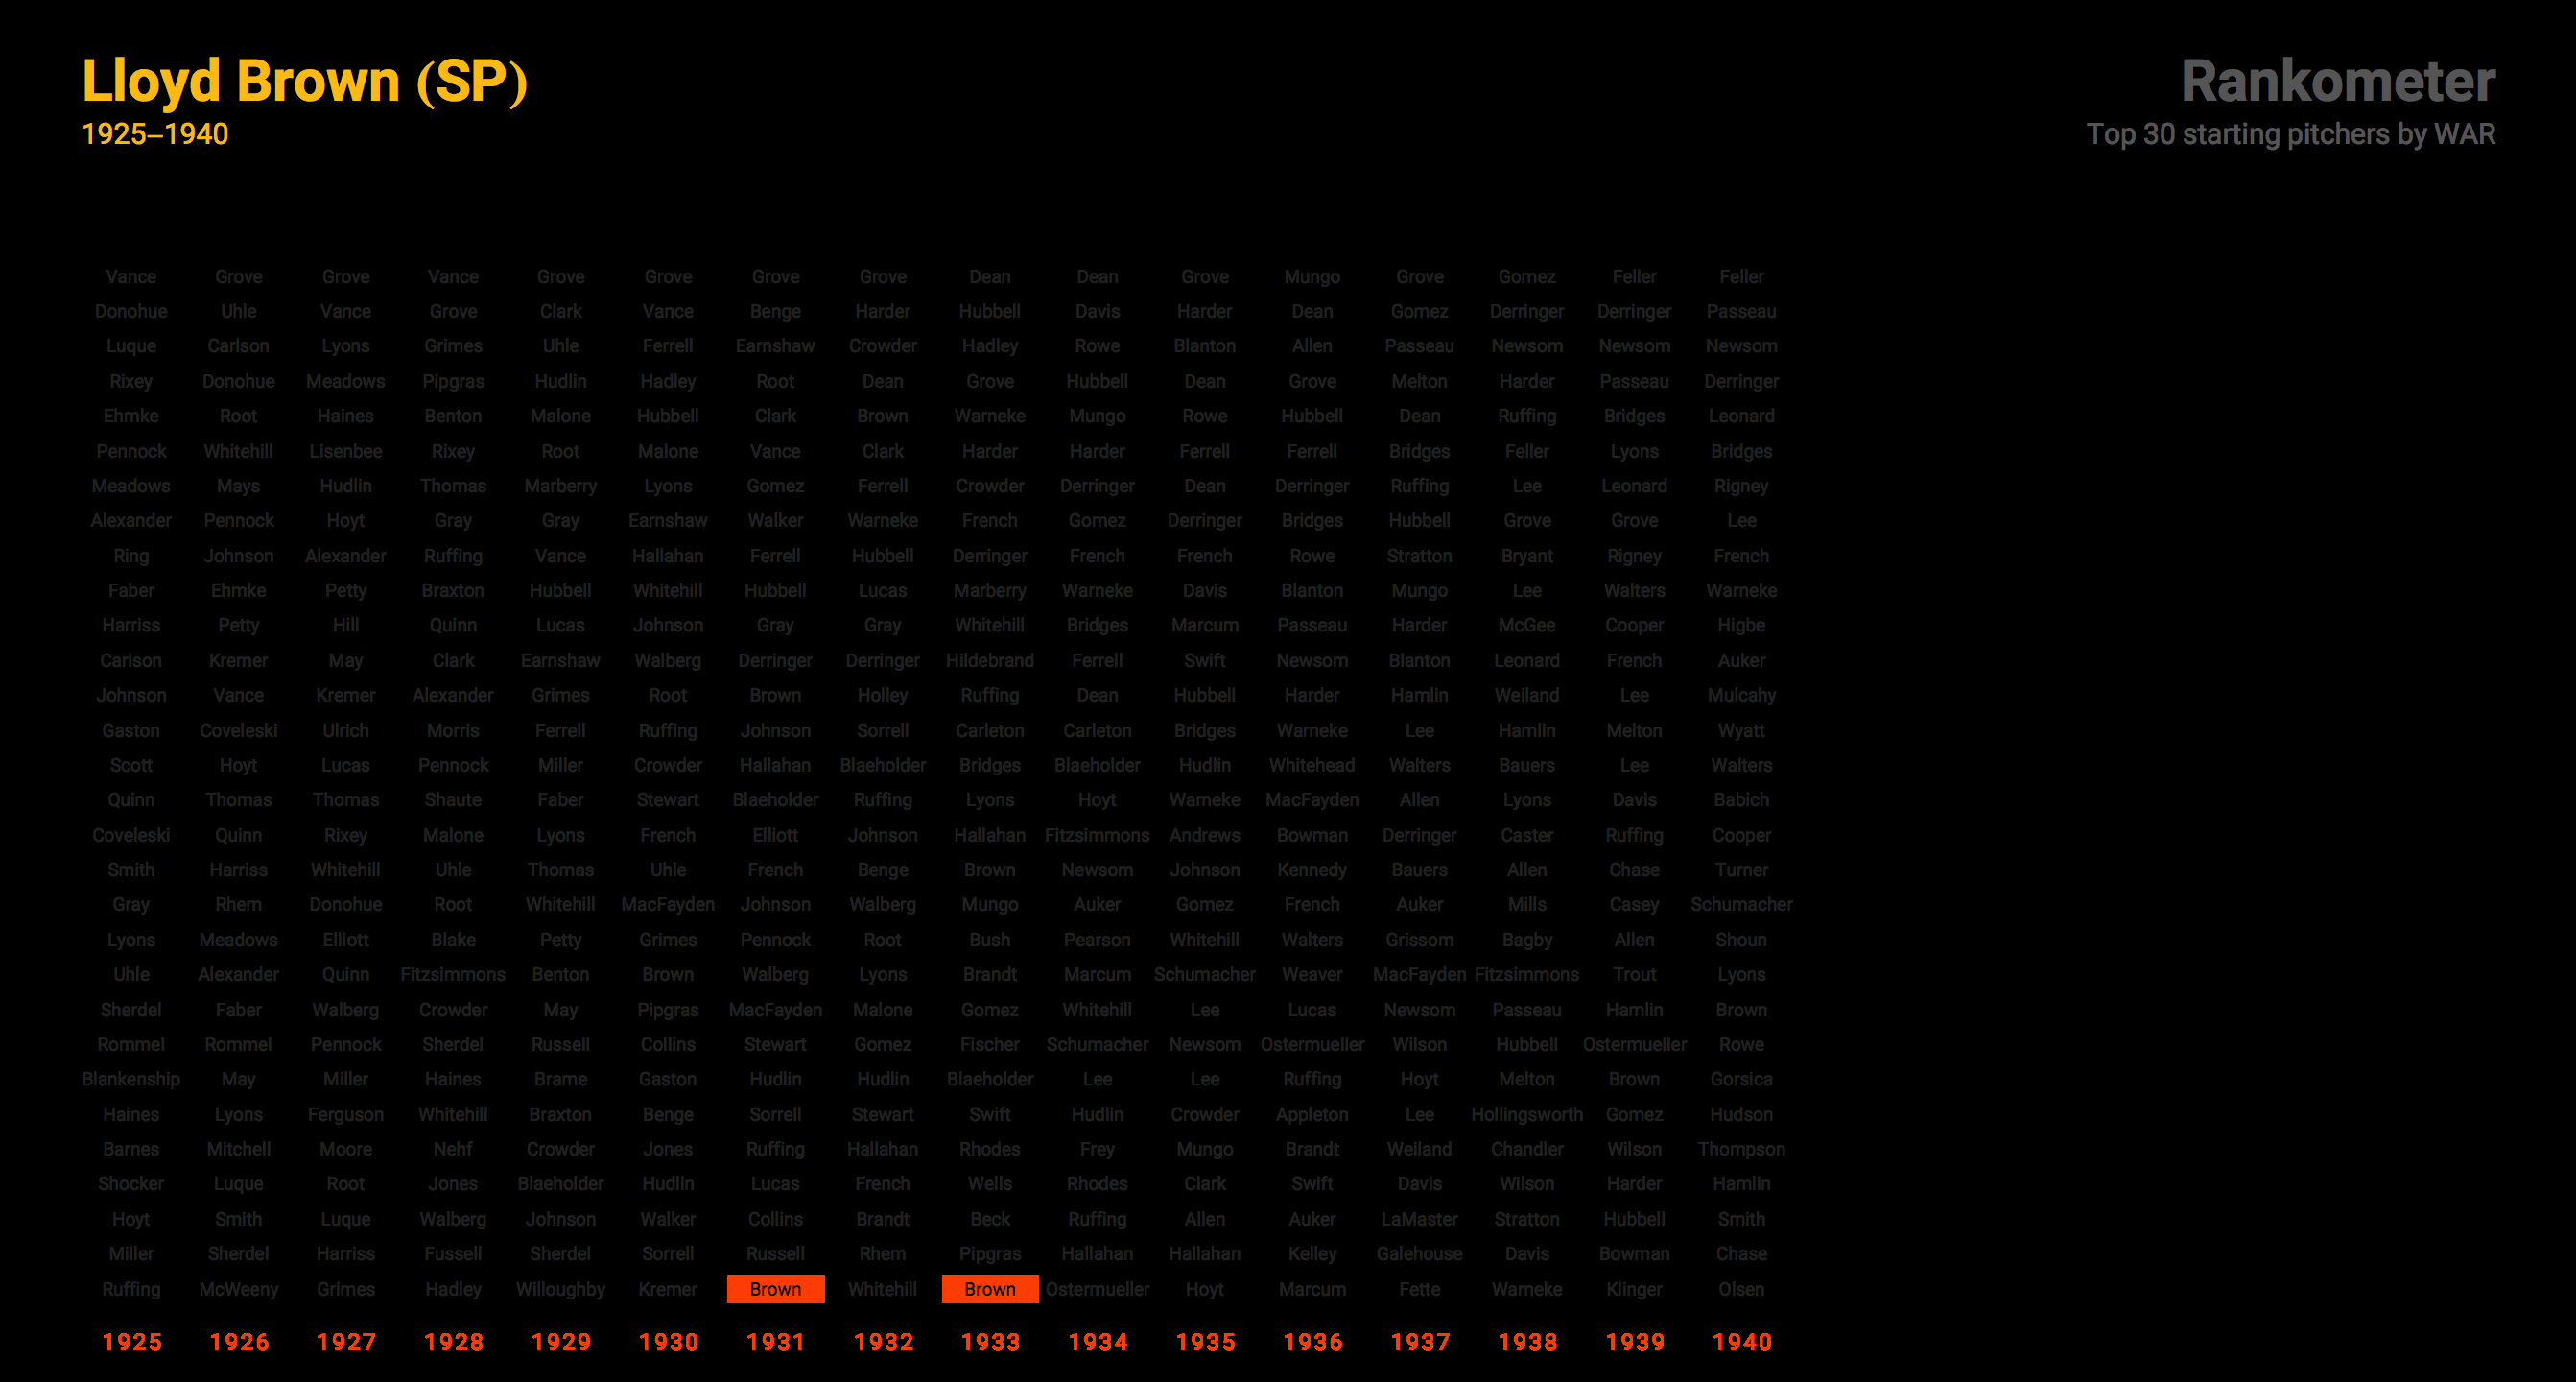 Lloyd Brown (SP)
1925–1940
Rankometer
Top 30 starting pitchers by WAR
Vance Grove Grove Vance Grove Grove Grove Grove Dean Dean Grove Mungo Grove Gomez Feller Feller
Donohue Uhle Vance Grove Clark Vance Benge Harder Hubbell Davis Harder Dean Gomez Derringer Derringer Passeau
Luque Carlson Lyons Grimes Uhle Ferrell Earnshaw Crowder Hadley Rowe Blanton Allen Passeau Newsom Newsom Newsom
Rixey Donohue Meadows Pipgras Hudlin Hadley Root Dean Grove Hubbell Dean Grove Melton Harder Passeau Derringer
Ehmke Root Haines Benton Malone Hubbell Clark Brown Warneke Mungo Rowe Hubbell Dean Ruffing Bridges Leonard
Pennock Whitehill Lisenbee Rixey Root Malone Vance Clark Harder Harder Ferrell Ferrell Bridges Feller Lyons Bridges
Meadows Mays Hudlin Thomas Marberry Lyons Gomez Ferrell Crowder Derringer Dean Derringer Ruffing Lee Leonard Rigney
Alexander Pennock Hoyt Gray Gray Earnshaw Walker Warneke French Gomez Derringer Bridges Hubbell Grove Grove Lee
Ring Johnson Alexander Ruffing Vance Hallahan Ferrell Hubbell Derringer French French Rowe Stratton Bryant Rigney French
Faber Ehmke Petty Braxton Hubbell Whitehill Hubbell Lucas Marberry Warneke Davis Blanton Mungo Lee Walters Warneke
Harriss Petty Hill Quinn Lucas Johnson Gray Gray Whitehill Bridges Marcum Passeau Harder McGee Cooper Higbe
Carlson Kremer May Clark Earnshaw Walberg Derringer Derringer Hildebrand Ferrell Swift Newsom Blanton Leonard French Auker
Johnson Vance Kremer Alexander Grimes Root Brown Holley Ruffing Dean Hubbell Harder Hamlin Weiland Lee Mulcahy
Gaston Coveleski Ulrich Morris Ferrell Ruffing Johnson Sorrell Carleton Carleton Bridges Warneke Lee Hamlin Melton Wyatt
Scott Hoyt Lucas Pennock Miller Crowder Hallahan Blaeholder Bridges Blaeholder Hudlin Whitehead Walters Bauers Lee Walters
Quinn Thomas Thomas Shaute Faber Stewart Blaeholder Ruffing Lyons Hoyt Warneke MacFayden Allen Lyons Davis Babich
Coveleski Quinn Rixey Malone Lyons French Elliott Johnson Hallahan Fitzsimmons Andrews Bowman Derringer Caster Ruffing Cooper
Smith Harriss Whitehill Uhle Thomas Uhle French Benge Brown Newsom Johnson Kennedy Bauers Allen Chase Turner
Gray Rhem Donohue Root Whitehill MacFayden Johnson Walberg Mungo Auker Gomez French Auker Mills Casey Schumacher
Lyons Meadows Elliott Blake Petty Grimes Pennock Root Bush Pearson Whitehill Walters Grissom Bagby Allen Shoun
Uhle Alexander Quinn Fitzsimmons Benton Brown Walberg Lyons Brandt Marcum Schumacher Weaver MacFayden Fitzsimmons Trout Lyons
Sherdel Faber Walberg Crowder May Pipgras MacFayden Malone Gomez Whitehill Lee Lucas Newsom Passeau Hamlin Brown
Rommel Rommel Pennock Sherdel Russell Collins Stewart Gomez Fischer Schumacher Newsom Ostermueller Wilson Hubbell Ostermueller Rowe
Blankenship May Miller Haines Brame Gaston Hudlin Hudlin Blaeholder Lee Lee Ruffing Hoyt Melton Brown Gorsica
Haines Lyons Ferguson Whitehill Braxton Benge Sorrell Stewart Swift Hudlin Crowder Appleton Lee Hollingsworth Gomez Hudson
Barnes Mitchell Moore Nehf Crowder Jones Ruffing Hallahan Rhodes Frey Mungo Brandt Weiland Chandler Wilson Thompson
Shocker Luque Root Jones Blaeholder Hudlin Lucas French Wells Rhodes Clark Swift Davis Wilson Harder Hamlin
Hoyt Smith Luque Walberg Johnson Walker Collins Brandt Beck Ruffing Allen Auker LaMaster Stratton Hubbell Smith
Miller Sherdel Harriss Fussell Sherdel Sorrell Russell Rhem Pipgras Hallahan Hallahan Kelley Galehouse Davis Bowman Chase
Ruffing McWeeny Grimes Hadley Willoughby Kremer Brown Whitehill Brown Ostermueller Hoyt Marcum Fette Warneke Klinger Olsen
1925 1926 1927 1928 1929 1930 1931 1932 1933 1934 1935 1936 1937 1938 1939 1940